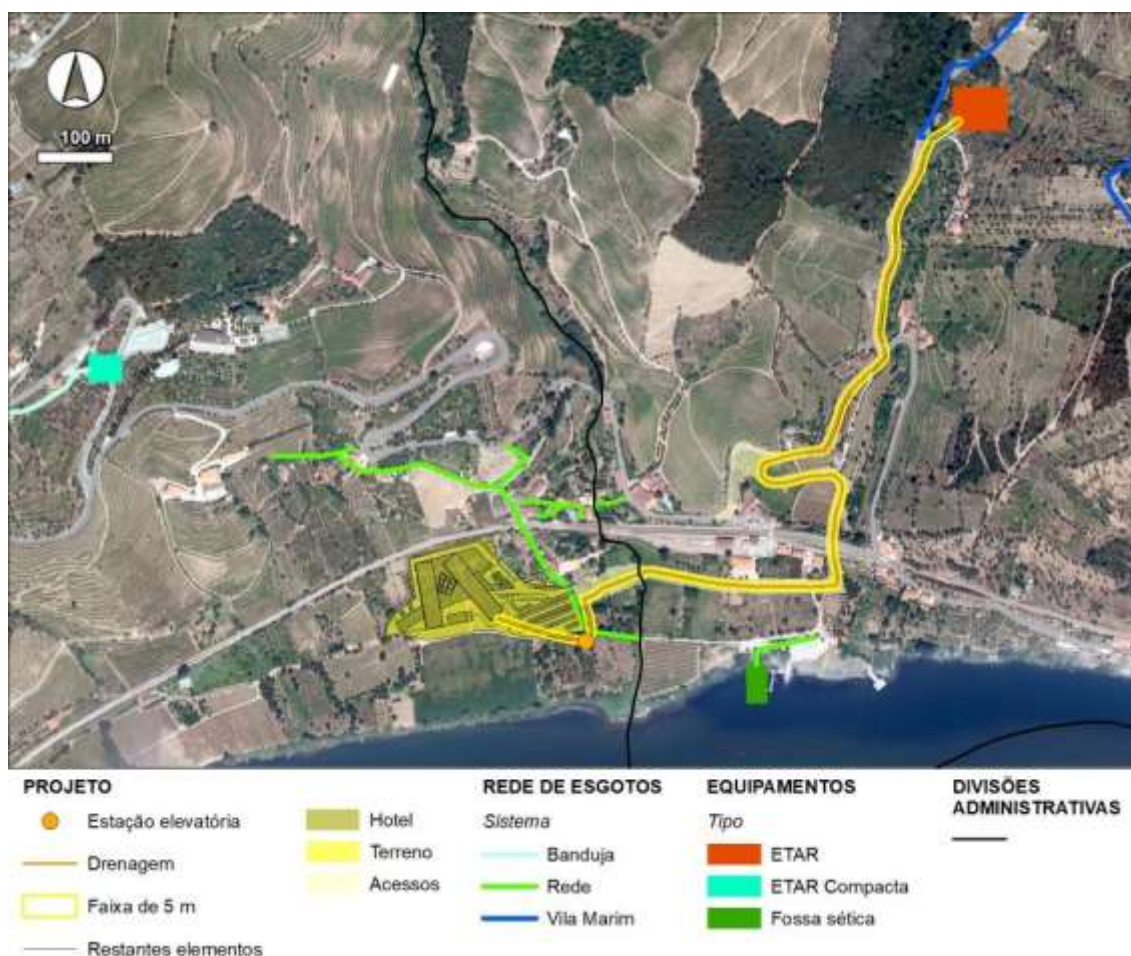 100 m
PROJETO
Estação elevatória
Drenagem
Faixa de 5 m
Restantes elementos
Hotel
Terreno
Acessos
REDE DE ESGOTOS
Sistema
Banduja
Rede
Vila Marim
EQUIPAMENTOS
Tipo
ETAR
ETAR Compacta
Fossa sética
DIVISÕES
ADMINISTRATIVAS